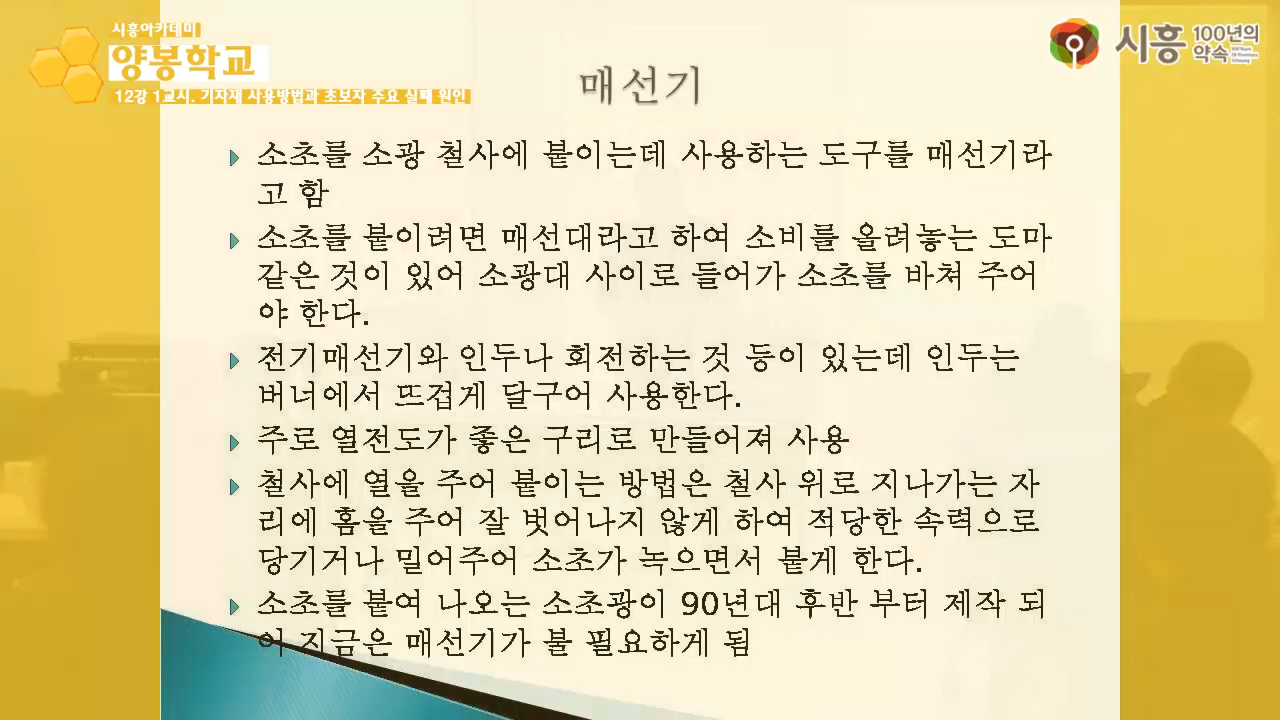 시흥아카데미
양봉학교
12강 1교시. 기자재 사용방법과 초보자 주요 실패 원인
시흥 100년의 약속
매선기
소초를 소광 철사에 붙이는데 사용하는 도구를 매선기라
고 함
소초를 붙이려면 매선대라고 하여 소비를 올려놓는 도마
같은 것이 있어 소광대 사이로 들어가 소초를 바쳐 주어
야 한다.
전기매선기와 인두나 회전하는 것 등이 있는데 인두는
버너에서 뜨겁게 달구어 사용한다.
주로 열전도가 좋은 구리로 만들어져 사용
철사에 열을 주어 붙이는 방법은 철사 위로 지나가는 자
리에 홈을 주어 잘 벗어나지 않게 하여 적당한 속력으로
당기거나 밀어주어 소초가 녹으면서 붙게 한다.
소초를 붙여 나오는 소초광이 90년대 후반 부터 제작 되
어 지금은 매선기가 불 필요하게 됨